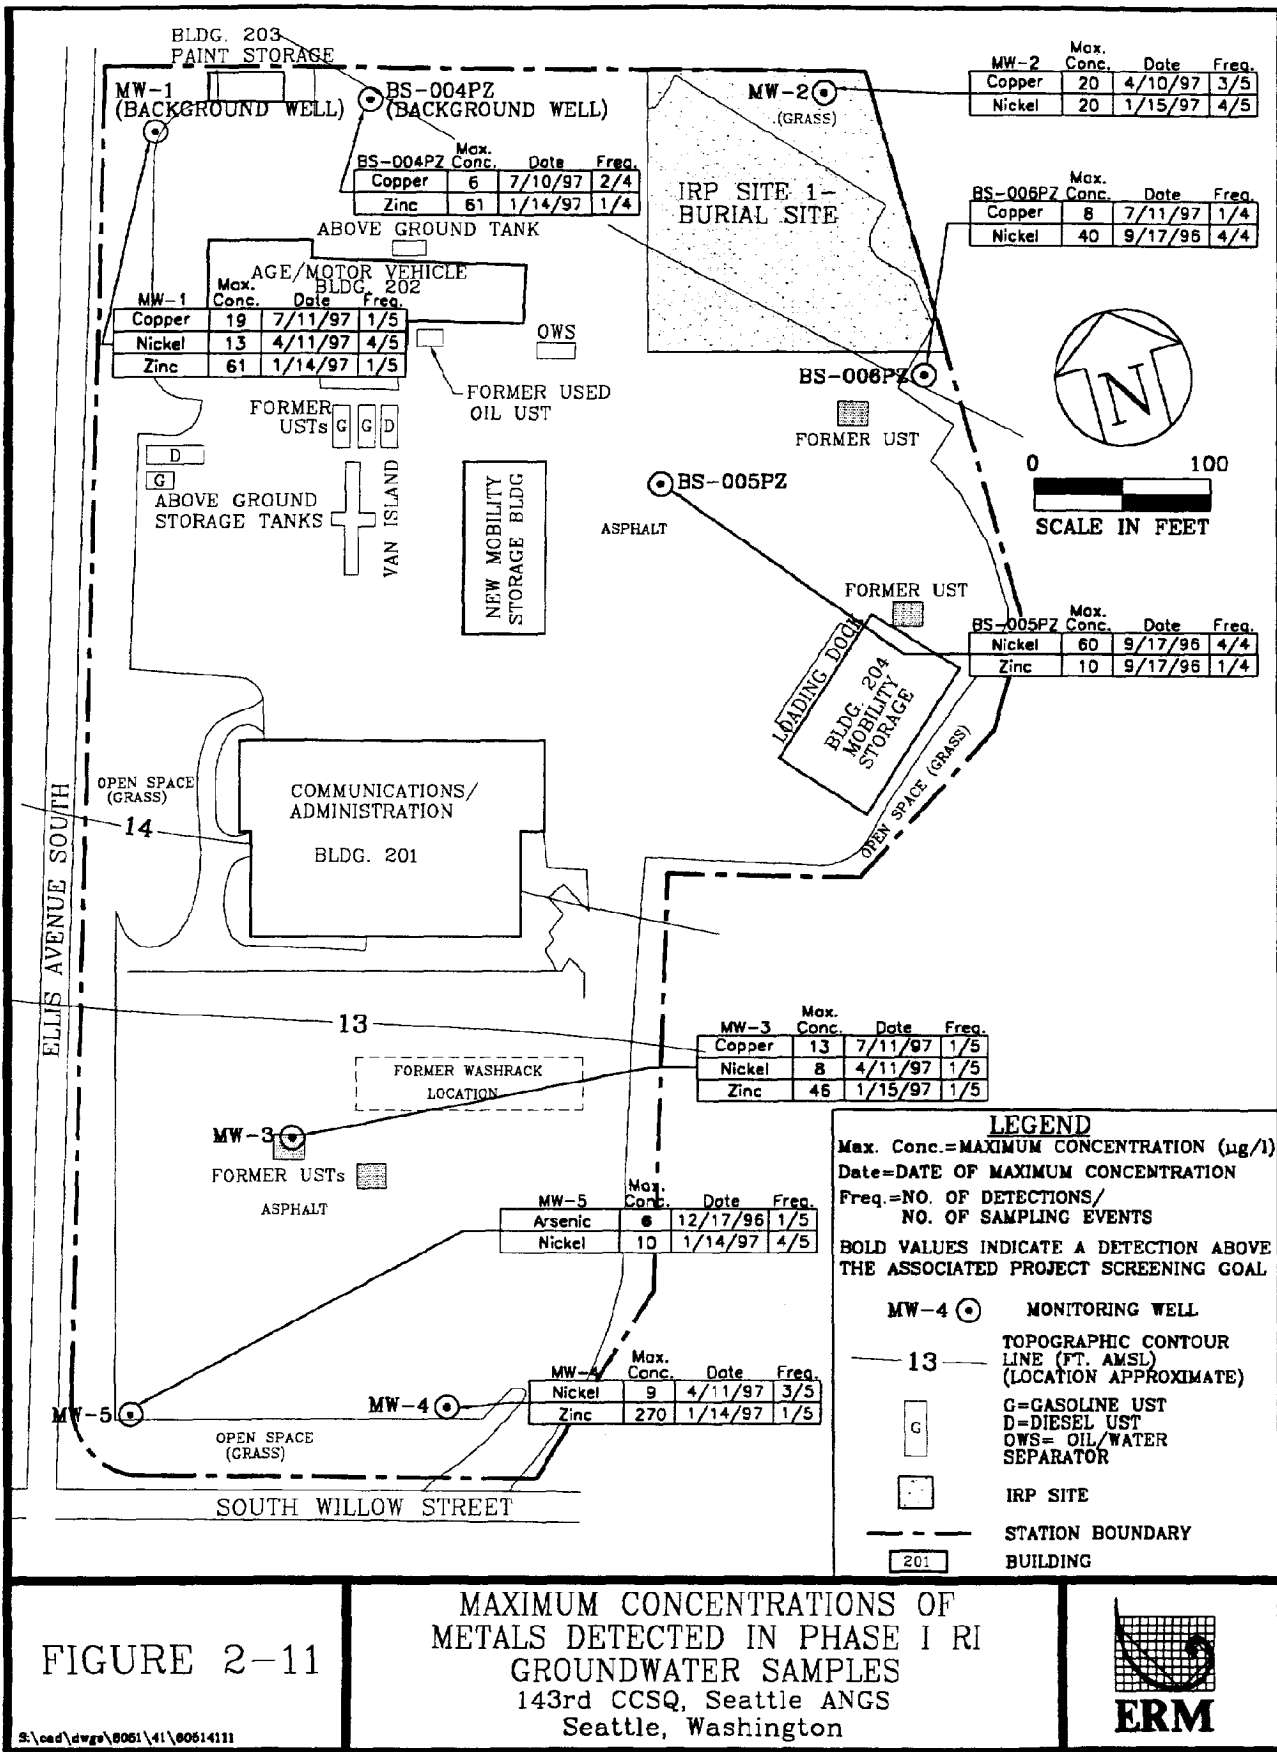 BLDG. 203
PAINT STORAGE
MW-1
(BACKGROUND WELL)
BS-004PZ
(BACKGROUND WELL)
MW-2
(GRASS)
MW-2 Max. Conc. Date Freq.
Copper 20 4/10/97 3/5
Nickel 20 1/15/97 4/5
BS-004PZ Max. Conc. Date Freq.
Copper 6 7/10/97 2/4
Zinc 61 1/14/97 1/4
IRP SITE 1-
BURIAL SITE
BS-006PZ Max. Conc. Date Freq.
Copper 8 7/11/97 1/4
Nickel 40 9/17/96 4/4
ABOVE GROUND TANK
AGE/MOTOR VEHICLE
BLDG. 202
MW-1 Max. Conc. Date Freq.
Copper 19 7/11/97 1/5
Nickel 13 4/11/97 4/5
Zinc 61 1/14/97 1/5
OWS
FORMER USED
OIL UST
BS-006PZ
FORMER UST
N
0 100
SCALE IN FEET
FORMER
USTs
G G D
D
G
ABOVE GROUND
STORAGE TANKS
VAN ISLAND
NEW MOBILITY
STORAGE BLDG
BS-005PZ
ASPHALT
FORMER UST
BS-005PZ Max. Conc. Date Freq.
Nickel 60 9/17/96 4/4
Zinc 10 9/17/96 1/4
LOADING DOCK
BLDG. 204
MOBILITY
STORAGE
OPEN SPACE (GRASS)
OPEN SPACE
(GRASS)
14
COMMUNICATIONS/
ADMINISTRATION
BLDG. 201
ELLIS AVENUE SOUTH
13
MW-3 Max. Conc. Date Freq.
Copper 13 7/11/97 1/5
Nickel 8 4/11/97 1/5
Zinc 46 1/15/97 1/5
FORMER WASHRACK
LOCATION
MW-3
FORMER USTs
ASPHALT
MW-5 Max. Conc. Date Freq.
Arsenic 6 12/17/96 1/5
Nickel 10 1/14/97 4/5
MW-4 Max. Conc. Date Freq.
Nickel 9 4/11/97 3/5
Zinc 270 1/14/97 1/5
MW-5
MW-4
OPEN SPACE
(GRASS)
SOUTH WILLOW STREET
LEGEND
Max. Conc.=MAXIMUM CONCENTRATION (µg/l)
Date=DATE OF MAXIMUM CONCENTRATION
Freq.=NO. OF DETECTIONS/
NO. OF SAMPLING EVENTS
BOLD VALUES INDICATE A DETECTION ABOVE
THE ASSOCIATED PROJECT SCREENING GOAL
MW-4 MONITORING WELL
13 TOPOGRAPHIC CONTOUR
LINE (FT. AMSL)
(LOCATION APPROXIMATE)
G G=GASOLINE UST
D=DIESEL UST
OWS= OIL/WATER
SEPARATOR
IRP SITE
STATION BOUNDARY
201 BUILDING
FIGURE 2-11
S:\cad\dwgs\6051\41\60514111
MAXIMUM CONCENTRATIONS OF
METALS DETECTED IN PHASE I RI
GROUNDWATER SAMPLES
143rd CCSQ, Seattle ANGS
Seattle, Washington
ERM